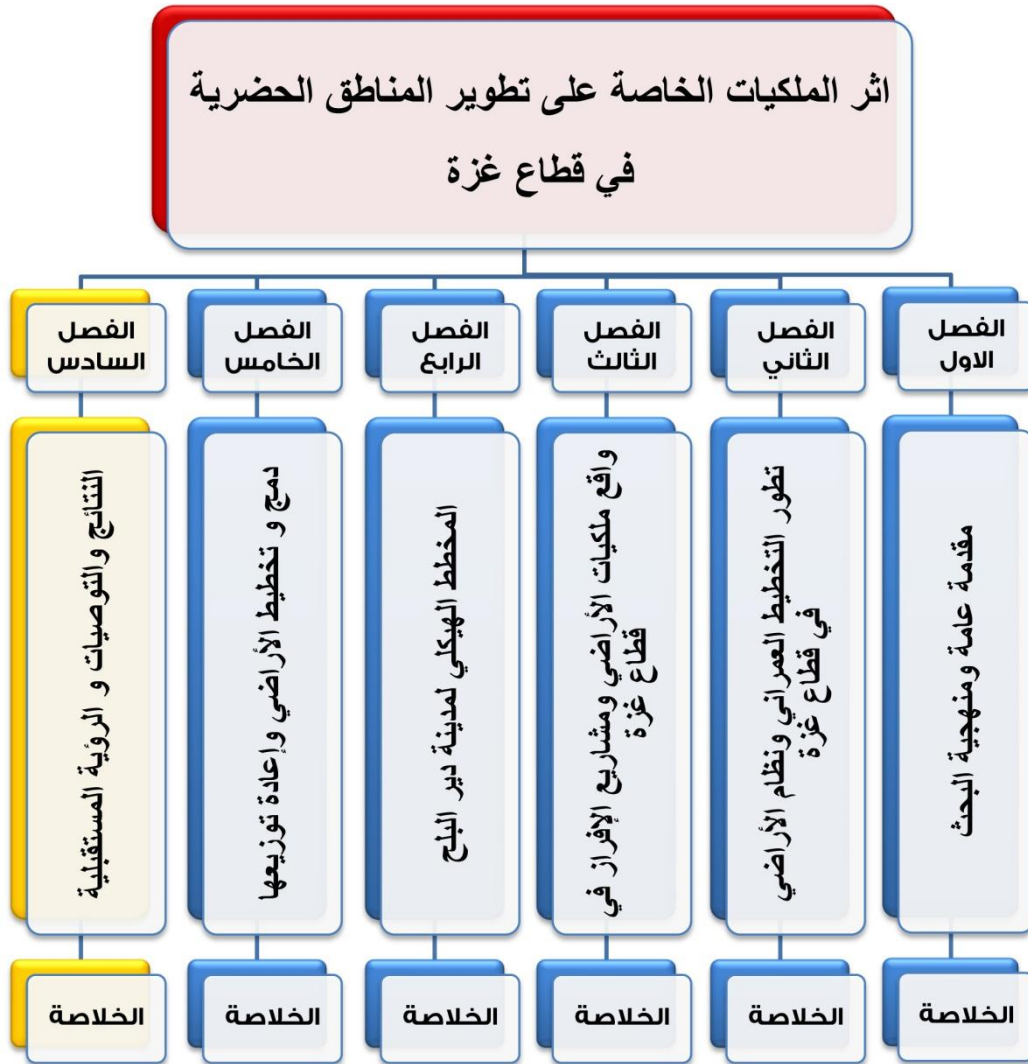 اثر الملكيات الخاصة على تطوير المناطق الحضرية
في قطاع غزة
الفصل
الاول
الفصل
الثاني
الفصل
الثالث
الفصل
الرابع
الفصل
الخامس
الفصل
السادس
مقدمة عامة ومنهجية البحث
تطور التخطيط العمراني ونظام الأراضي
في قطاع غزة
واقع ملكيات الأراضي ومشاريع الإفراز في
قطاع غزة
المخطط الهيكلي لمدينة دير البلح
دمج و تخطيط الأراضي وإعادة توزيعها
النتائج والتوصيات و الرؤية المستقبلية
الخلاصة
الخلاصة
الخلاصة
الخلاصة
الخلاصة
الخلاصة